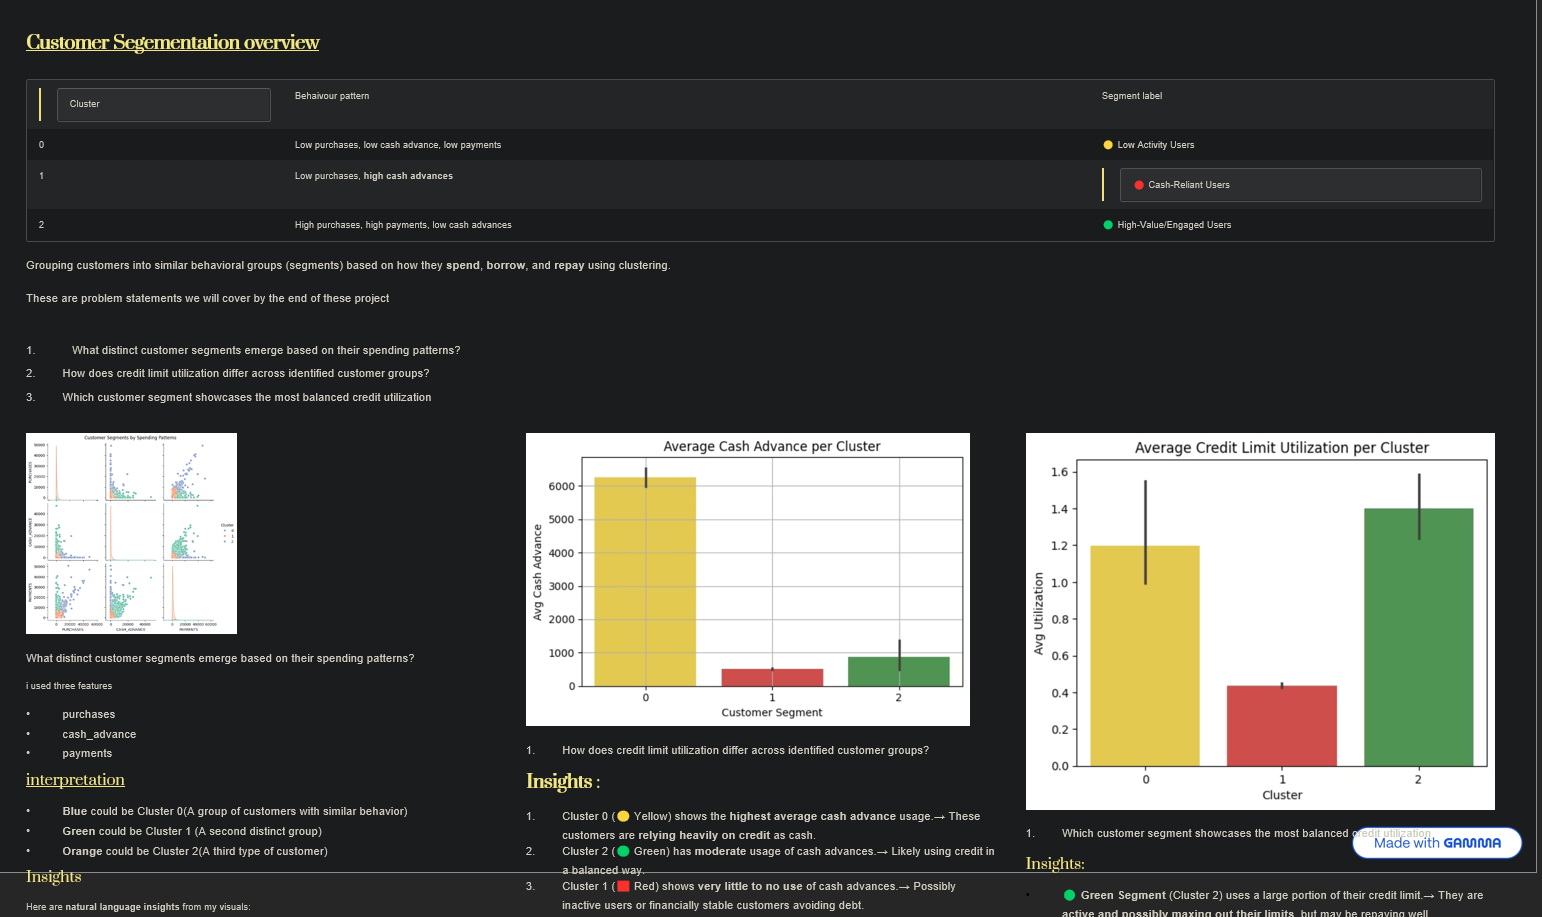 Customer Segementation overview
Cluster
Behaivour pattern
Segment label
0
Low purchases, low cash advance, low payments
Low Activity Users
1
Low purchases, high cash advances
Cash-Reliant Users
2
High purchases, high payments, low cash advances
High-Value/Engaged Users
Grouping customers into similar behavioral groups (segments) based on how they spend, borrow, and repay using clustering.
These are problem statements we will cover by the end of these project
1. What distinct customer segments emerge based on their spending patterns?
2. How does credit limit utilization differ across identified customer groups?
3. Which customer segment showcases the most balanced credit utilization
Customer Segments by Spending Patterns
PURCHASES
CASH_ADVANCE
PAYMENTS
Cluster
0
1
2
PURCHASES
CASH_ADVANCE
PAYMENTS
What distinct customer segments emerge based on their spending patterns?
i used three features
• purchases
• cash_advance
• payments
interpretation
• Blue could be Cluster 0(A group of customers with similar behavior)
• Green could be Cluster 1 (A second distinct group)
• Orange could be Cluster 2(A third type of customer)
Insights
Here are natural language insights from my visuals:
Average Cash Advance per Cluster
Avg Cash Advance
6000
5000
4000
3000
2000
1000
0
0 1 2
Customer Segment
1. How does credit limit utilization differ across identified customer groups?
Insights :
1. Cluster 0 (🟡 Yellow) shows the highest average cash advance usage.→ These
customers are relying heavily on credit as cash.
2. Cluster 2 (🟢 Green) has moderate usage of cash advances.→ Likely using credit in
a balanced way.
3. Cluster 1 (🟥 Red) shows very little to no use of cash advances.→ Possibly
inactive users or financially stable customers avoiding debt.
Average Credit Limit Utilization per Cluster
Avg Utilization
1.6
1.4
1.2
1.0
0.8
0.6
0.4
0.2
0.0
0 1 2
Cluster
1. Which customer segment showcases the most balanced credit utilization
Made with GAMMA
Insights:
• 🟢 Green Segment (Cluster 2) uses a large portion of their credit limit.→ They are
active and possibly maxing out their limits, but may be repaying well.